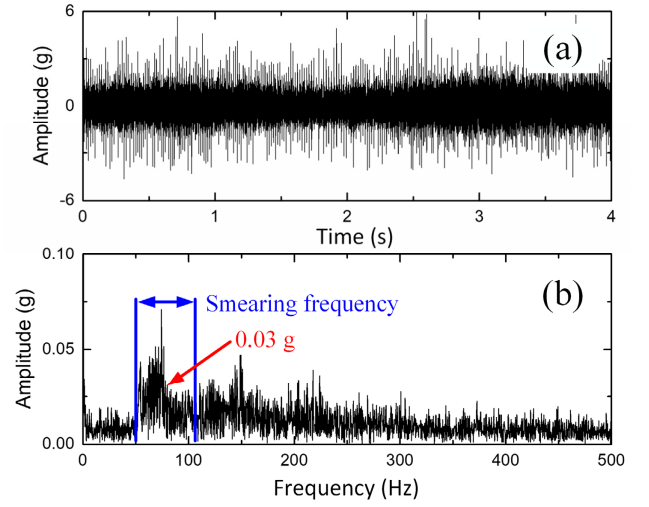 6
(a)
Amplitude (g)
0
-6
0 1 2 3 4
Time (s)
0.10
(b)
Smearing frequency
0.03 g
Amplitude (g)
0.05
0.00
0 100 200 300 400 500
Frequency (Hz)